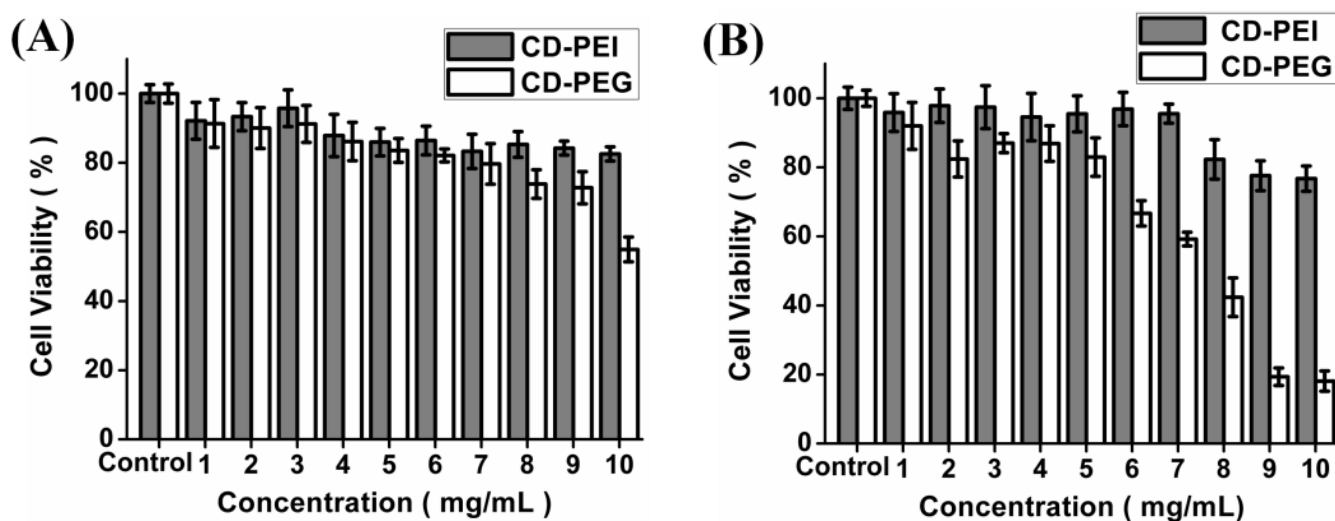 (A)
CD-PEI
CD-PEG
100
80
60
40
20
0
Cell Viability ( % )
Control 1 2 3 4 5 6 7 8 9 10
Concentration ( mg/mL )
(B)
CD-PEI
CD-PEG
100
80
60
40
20
0
Cell Viability ( % )
Control 1 2 3 4 5 6 7 8 9 10
Concentration ( mg/mL)